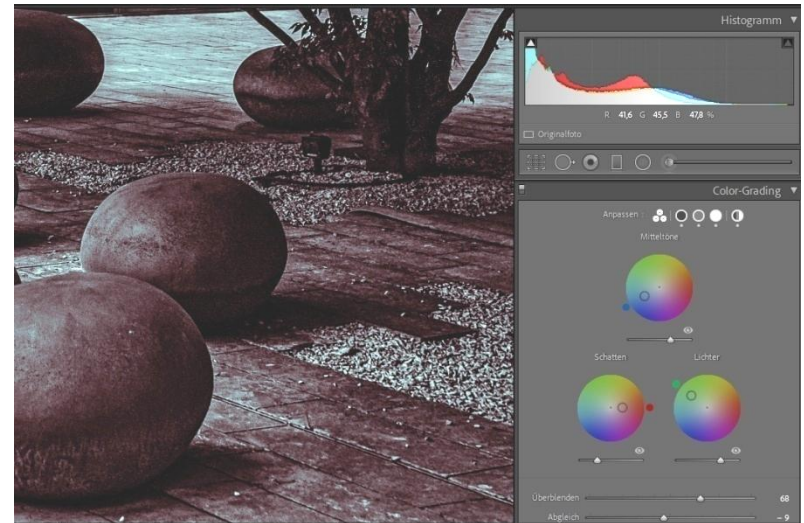 Histogramm
R 41,6 G 45,5 B 47,8 %
Originalfoto
Color-Grading
Anpassen :
Mitteltöne
Schatten Lichter
Überblenden 68
Abgleich – 9